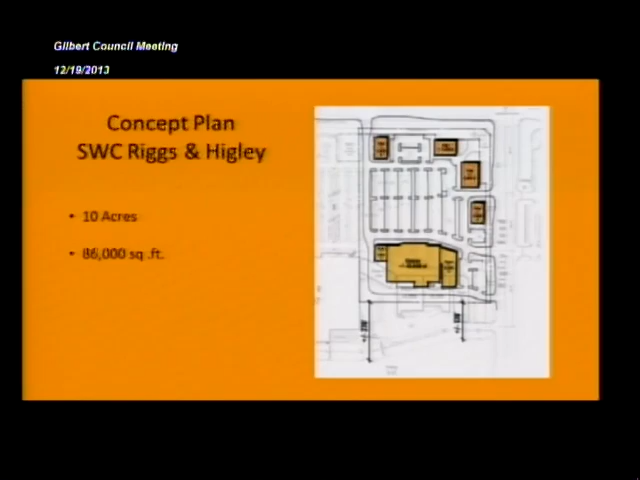 Gilbert Council Meeting
12/19/2013
Concept Plan
SWC Riggs & Higley
• 10 Acres
• 86,000 sq .ft.